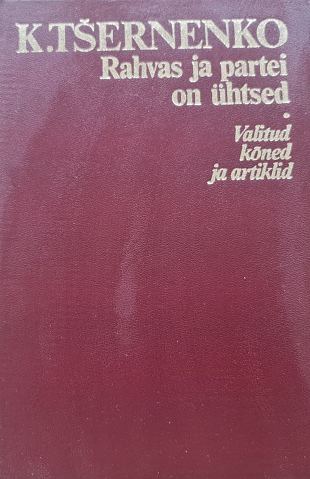 K.TŠERNENKO
Rahvas ja partei
on ühtsed
•
Valitud
kõned
ja artiklid